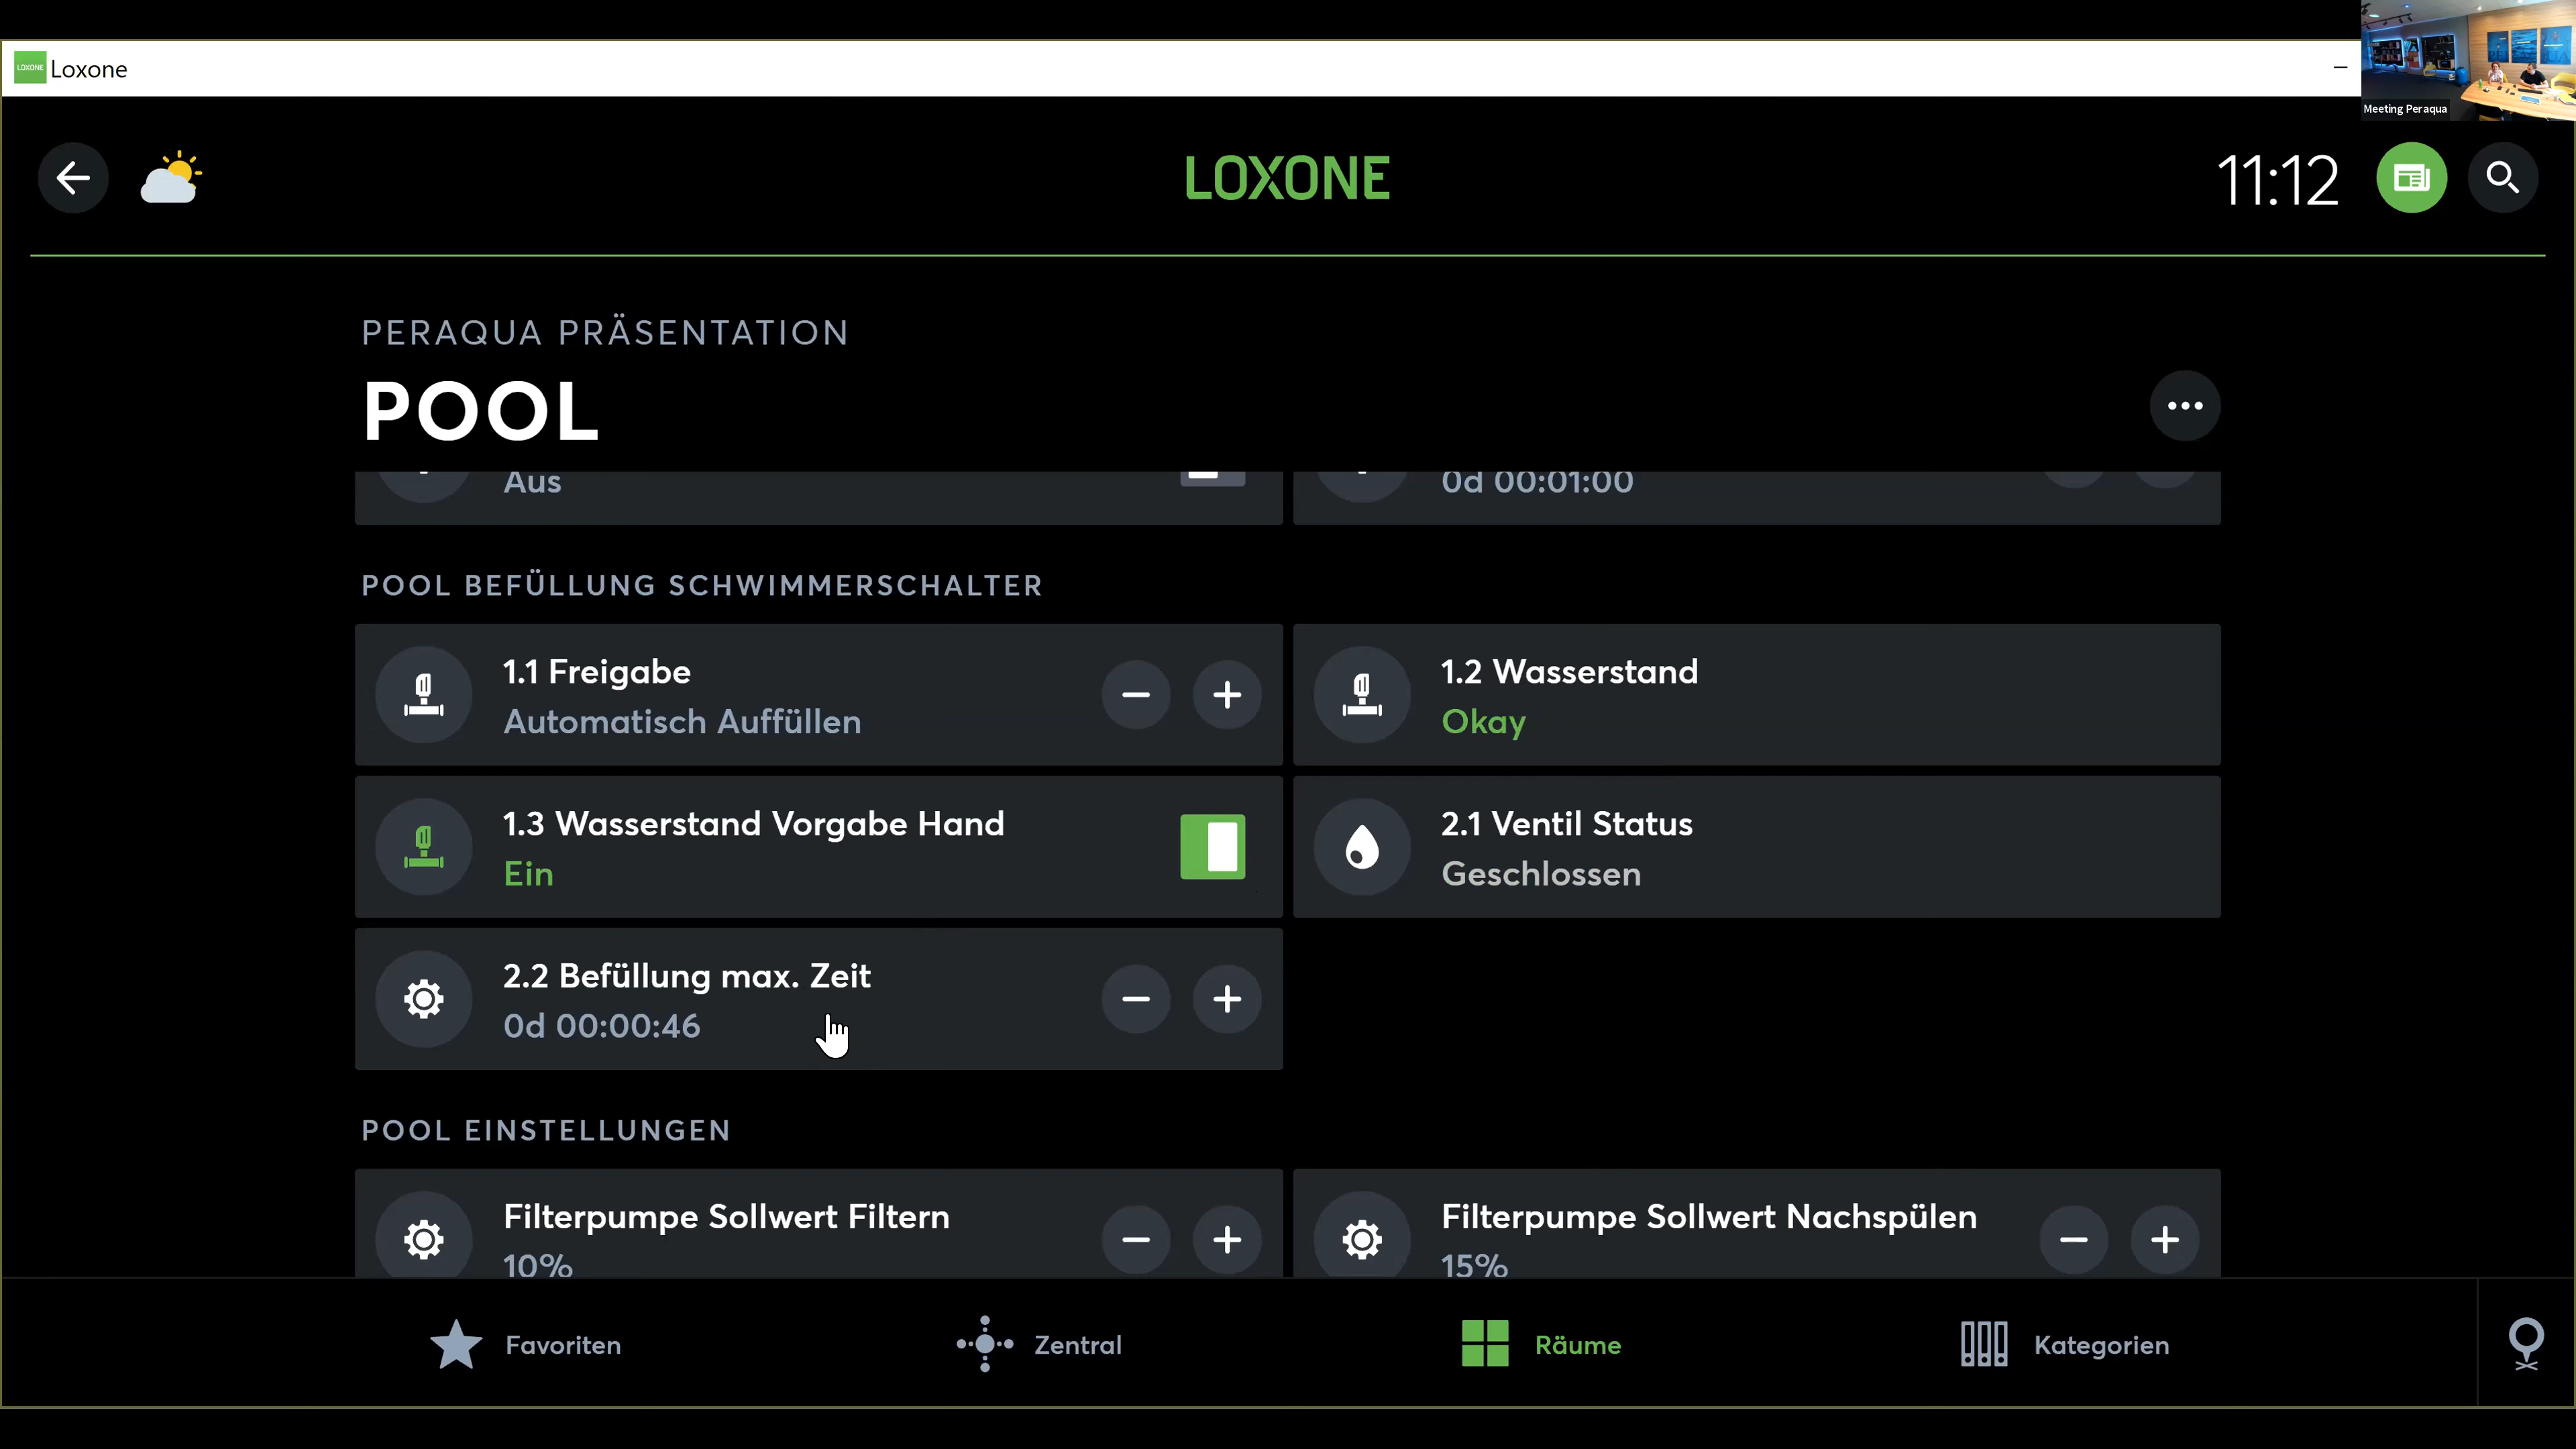 LOXONE Loxone
Meeting Peraqua
LOXONE
11:12
PERAQUA PRÄSENTATION
POOL
Aus
0d 00:01:00
POOL BEFÜLLUNG SCHWIMMERSCHALTER
1.1 Freigabe
Automatisch Auffüllen
1.2 Wasserstand
Okay
1.3 Wasserstand Vorgabe Hand
Ein
2.1 Ventil Status
Geschlossen
2.2 Befüllung max. Zeit
0d 00:00:46
POOL EINSTELLUNGEN
Filterpumpe Sollwert Filtern
10%
Filterpumpe Sollwert Nachspülen
15%
Favoriten
Zentral
Räume
Kategorien